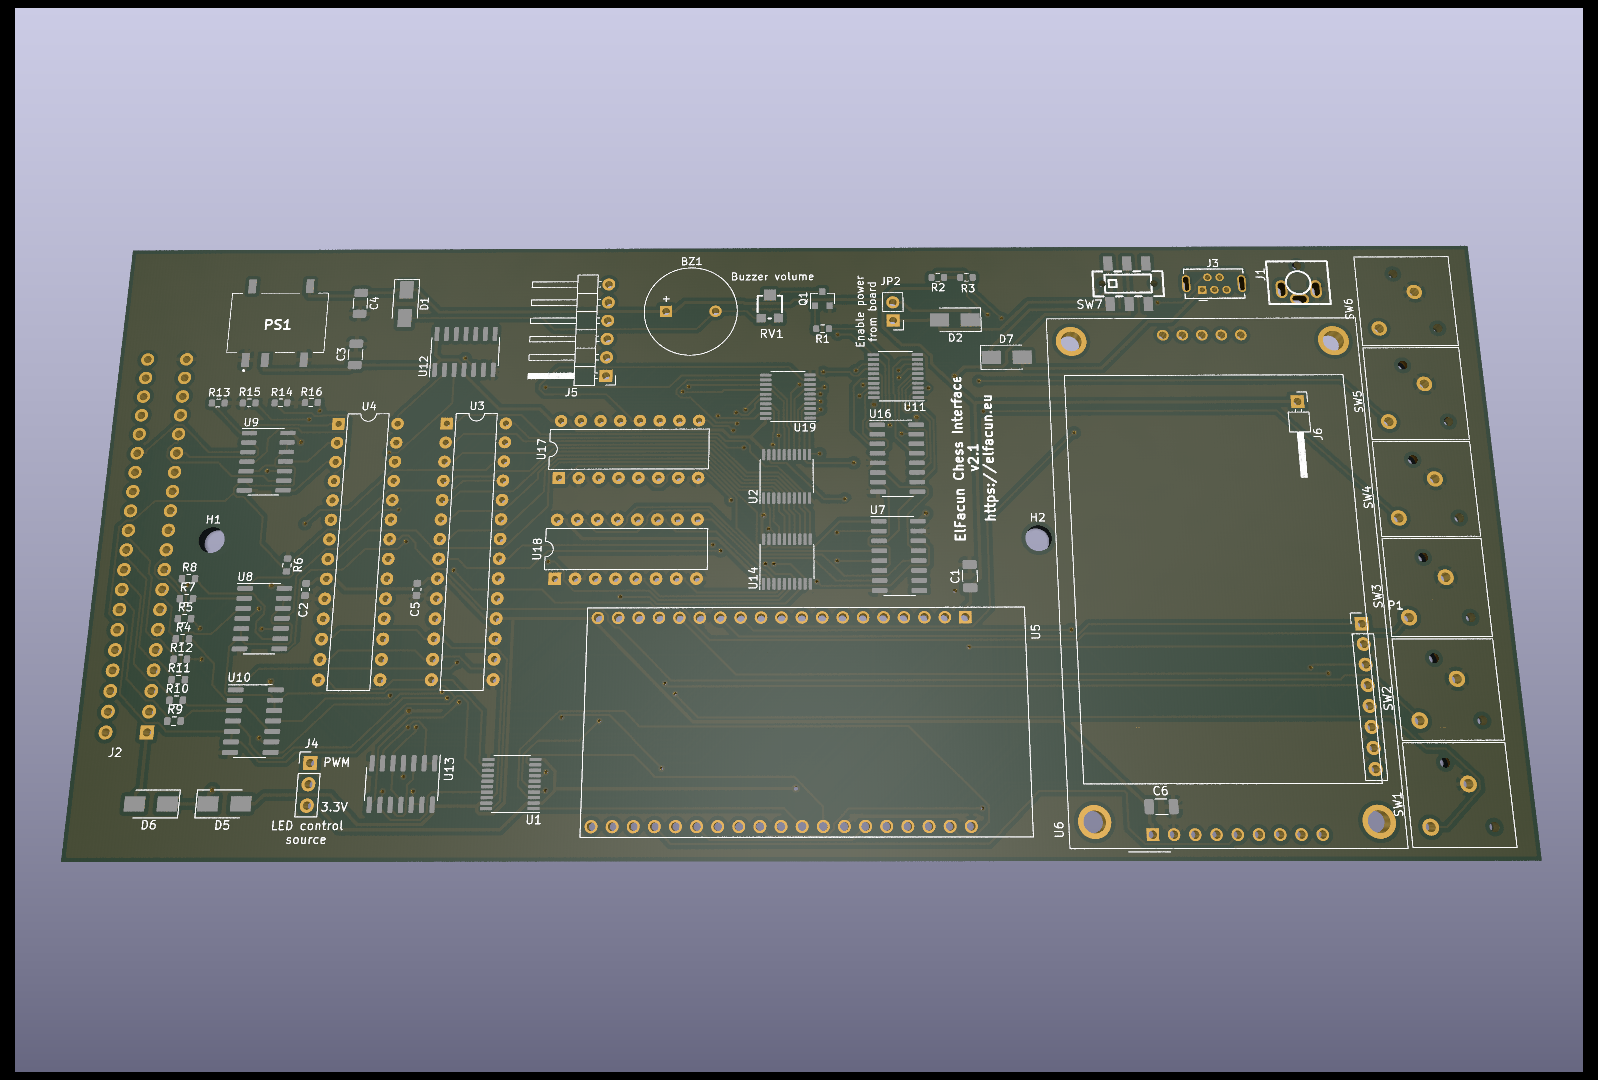 BZ1
Buzzer volume
J3
J1
SW6
PS1
C4
D1
+
Q1
JP2
R2
R3
SW7
Enable power
from board
RV1
R1
D2
D7
C3
U12
J5
U11
R13
R15
R14
R16
U4
U3
U9
U17
U19
U16
ElFacun Chess Interface
v2.1
https://elfacun.eu
SW5
J6
U2
SW4
H1
U7
H2
U18
U14
R6
R8
R7
R5
R4
R12
R11
R10
R9
U8
C2
C5
C1
SW3
P1
U5
U10
SW2
J2
J4
PWM
3.3V
LED control
source
U13
U1
D6
D5
C6
U6
SW1